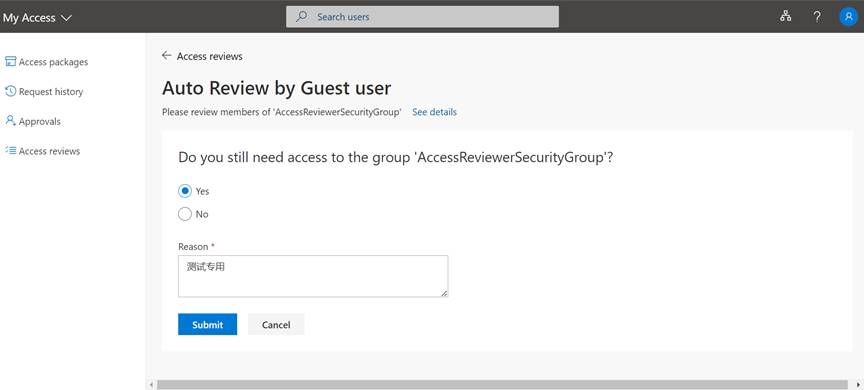 My Access
Search users
?
Access packages
Request history
Approvals
Access reviews
Access reviews
Auto Review by Guest user
Please review members of 'AccessReviewerSecurityGroup' See details
Do you still need access to the group 'AccessReviewerSecurityGroup'?
Yes
No
Reason *
测试专用
Submit Cancel